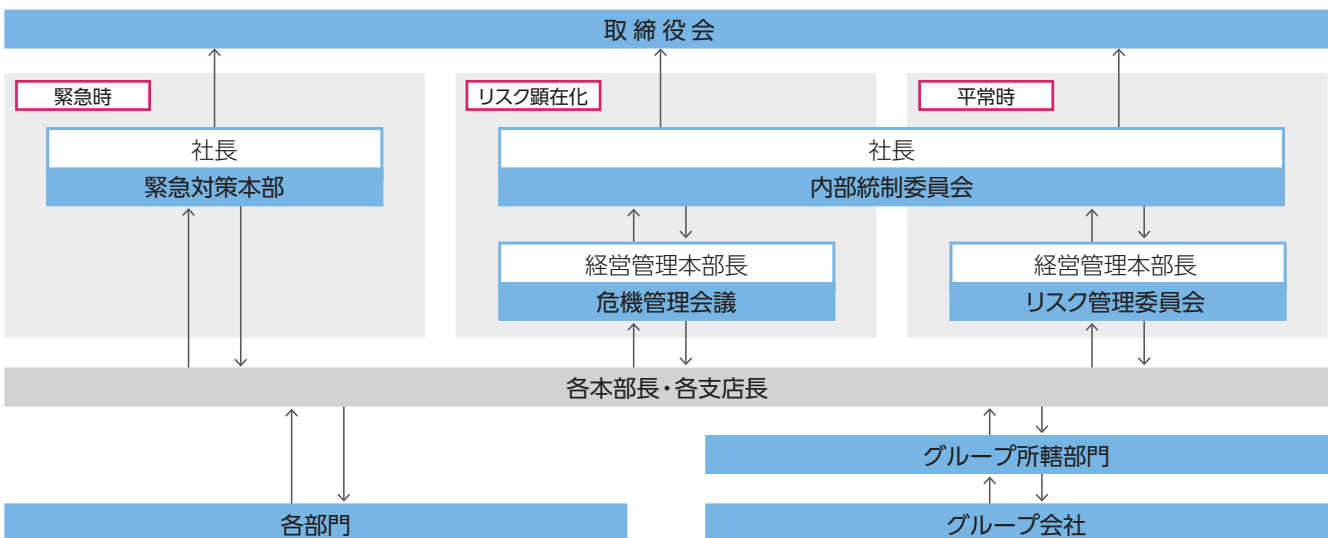 取締役会
緊急時
リスク顕在化
平常時
社長
緊急対策本部
社長
内部統制委員会
経営管理本部長
危機管理会議
経営管理本部長
リスク管理委員会
各本部長・各支店長
グループ所轄部門
各部門
グループ会社